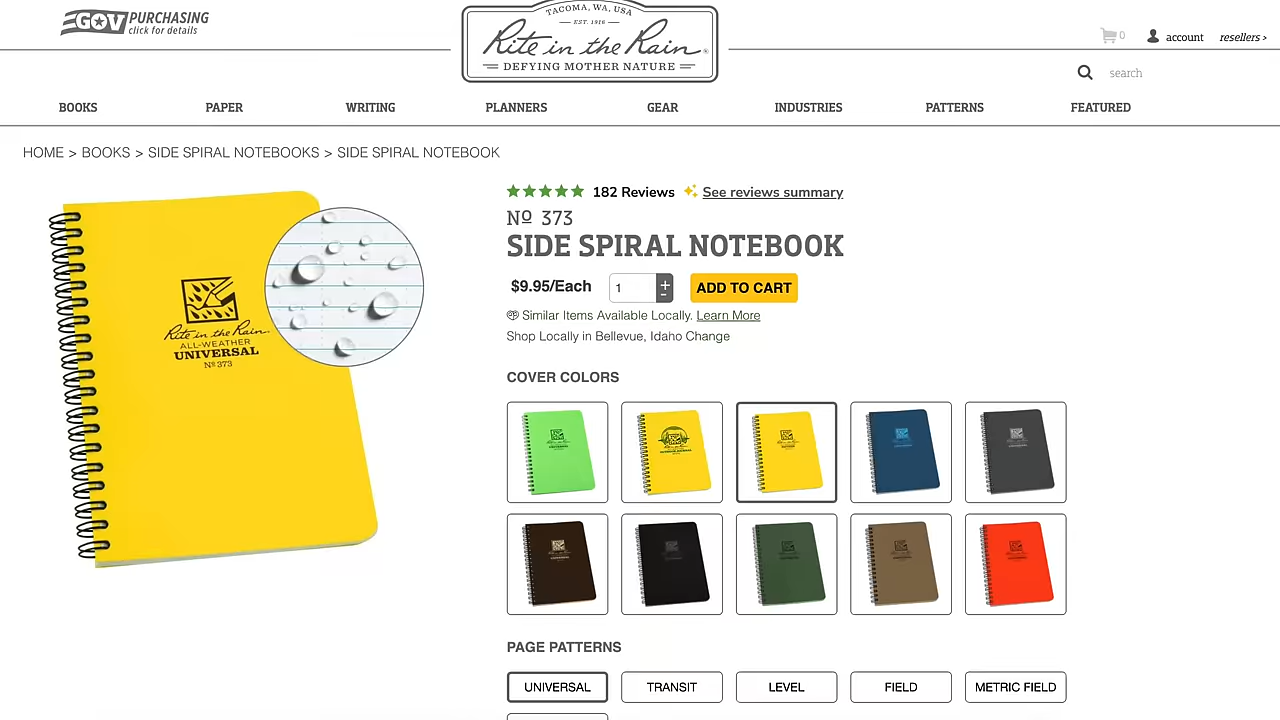 GOV PURCHASING
click for details
TACOMA, WA, USA
EST. 1916
Rite in the Rain®
DEFYING MOTHER NATURE
0
account
resellers >
search
BOOKS
PAPER
WRITING
PLANNERS
GEAR
INDUSTRIES
PATTERNS
FEATURED
HOME > BOOKS > SIDE SPIRAL NOTEBOOKS > SIDE SPIRAL NOTEBOOK
Rite in the Rain
ALL-WEATHER
UNIVERSAL
Nº 373
182 Reviews
See reviews summary
Nº 373
SIDE SPIRAL NOTEBOOK
$9.95/Each
1
+
-
ADD TO CART
Similar Items Available Locally. Learn More
Shop Locally in Bellevue, Idaho Change
COVER COLORS
PAGE PATTERNS
UNIVERSAL
TRANSIT
LEVEL
FIELD
METRIC FIELD